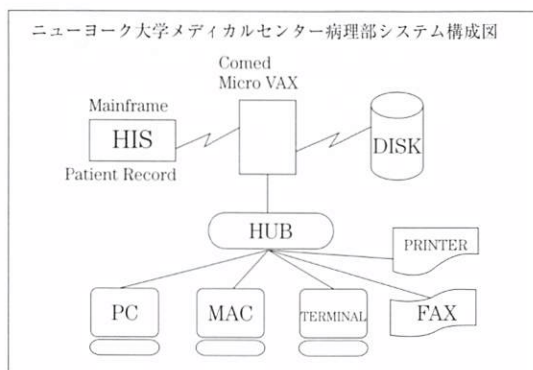 ニューヨーク大学メディカルセンター病理部システム構成図
Comed
Micro VAX
Mainframe
HIS
Patient Record
DISK
HUB
PRINTER
PC
MAC
TERMINAL
FAX